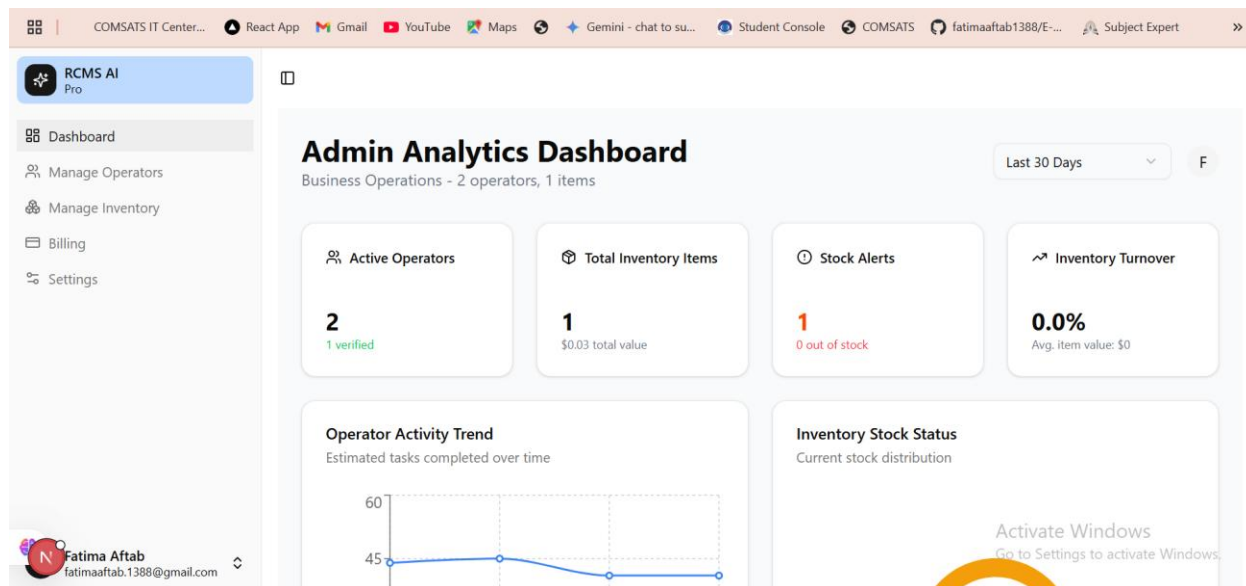 COMSATS IT Center...
React App
Gmail
YouTube
Maps
Gemini - chat to su...
Student Console
COMSATS
fatimaaftab1388/E-...
Subject Expert
»
RCMS AI
Pro
Dashboard
Manage Operators
Manage Inventory
Billing
Settings
Admin Analytics Dashboard
Business Operations - 2 operators, 1 items
Last 30 Days
F
Active Operators
2
1 verified
Total Inventory Items
1
$0.03 total value
Stock Alerts
1
0 out of stock
Inventory Turnover
0.0%
Avg. item value: $0
Operator Activity Trend
Estimated tasks completed over time
60
45
Inventory Stock Status
Current stock distribution
Activate Windows
Go to Settings to activate Windows.
N
Fatima Aftab
fatimaaftab.1388@gmail.com